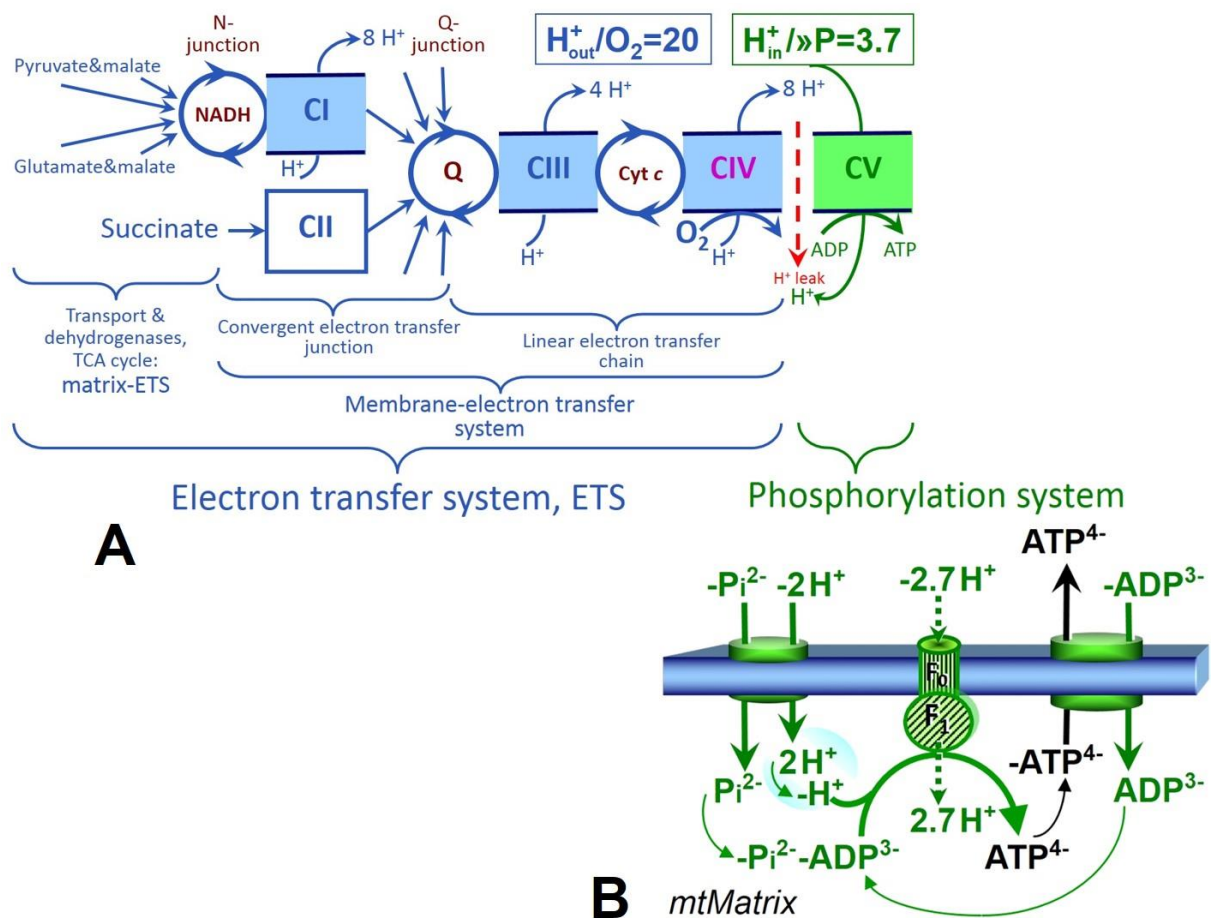 N-
junction
8 H⁺
Q-
junction
H⁺out/O₂=20
H⁺in/»P=3.7
Pyruvate&malate
NADH
CI
4 H⁺
8 H⁺
Glutamate&malate
H⁺
Q
CIII
Cyt c
CIV
CV
Succinate
CII
H⁺
O₂
H⁺
ADP
ATP
H⁺ leak
H⁺
Transport &
dehydrogenases,
TCA cycle:
matrix-ETS
Convergent electron transfer
junction
Linear electron transfer
chain
Membrane-electron transfer
system
Electron transfer system, ETS
Phosphorylation system
A
ATP⁴⁻
-Pi²⁻
-2H⁺
-2.7H⁺
-ADP³⁻
F₀
F₁
2H⁺
-H⁺
Pi²⁻
2.7H⁺
-ATP⁴⁻
ADP³⁻
-Pi²⁻-ADP³⁻
ATP⁴⁻
B
mtMatrix